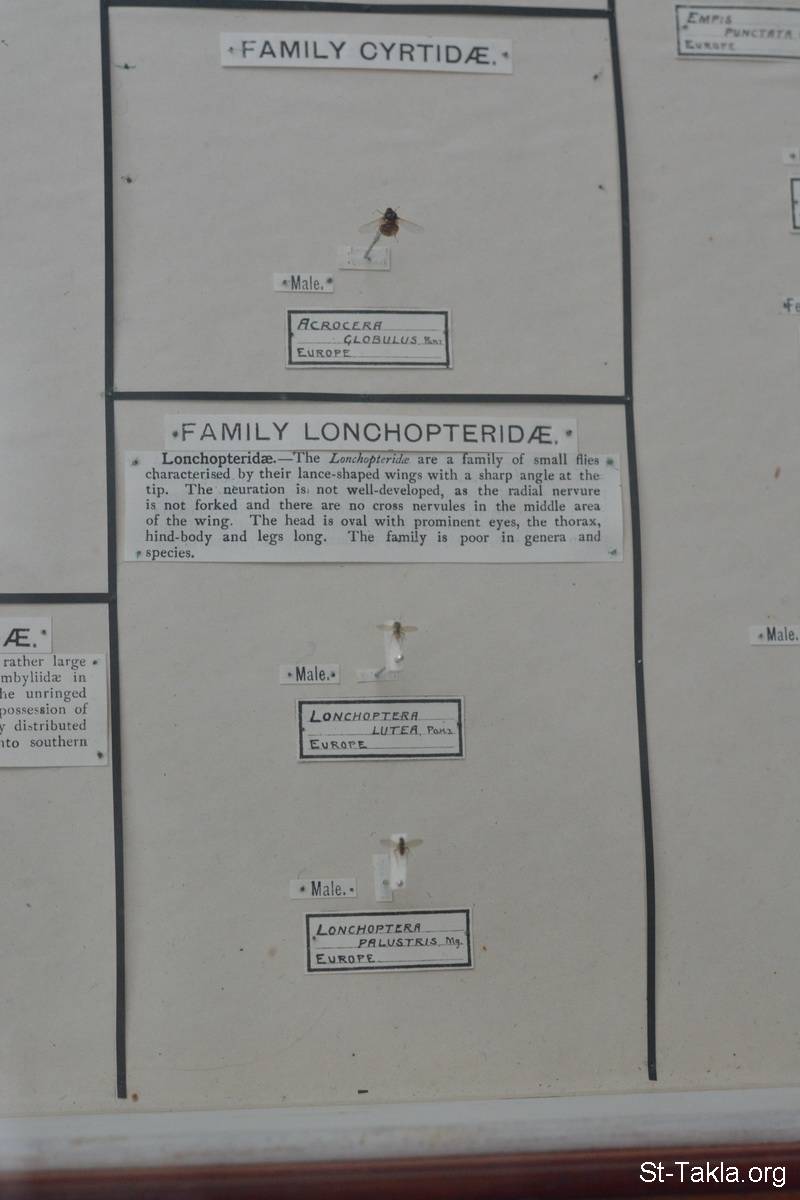 FAMILY CYRTIDÆ.
Male.
ACROCERA
GLOBULUS Panz
EUROPE
FAMILY LONCHOPTERIDÆ.
Lonchopteridæ.—The Lonchopteridæ are a family of small flies
characterised by their lance-shaped wings with a sharp angle at the
tip. The neuration is not well-developed, as the radial nervure
is not forked and there are no cross nervules in the middle area
of the wing. The head is oval with prominent eyes, the thorax,
hind-body and legs long. The family is poor in genera and
species.
Male.
LONCHOPTERA
LUTEA, Panz
EUROPE
Male.
LONCHOPTERA
PALUSTRIS, Mg.
EUROPE
Æ.
rather large
mbyliidæ in
he unringed
possession of
y distributed
nto southern
EMPIS
PUNCTATA
EUROPE
Fe
Male.
St-Takla.org